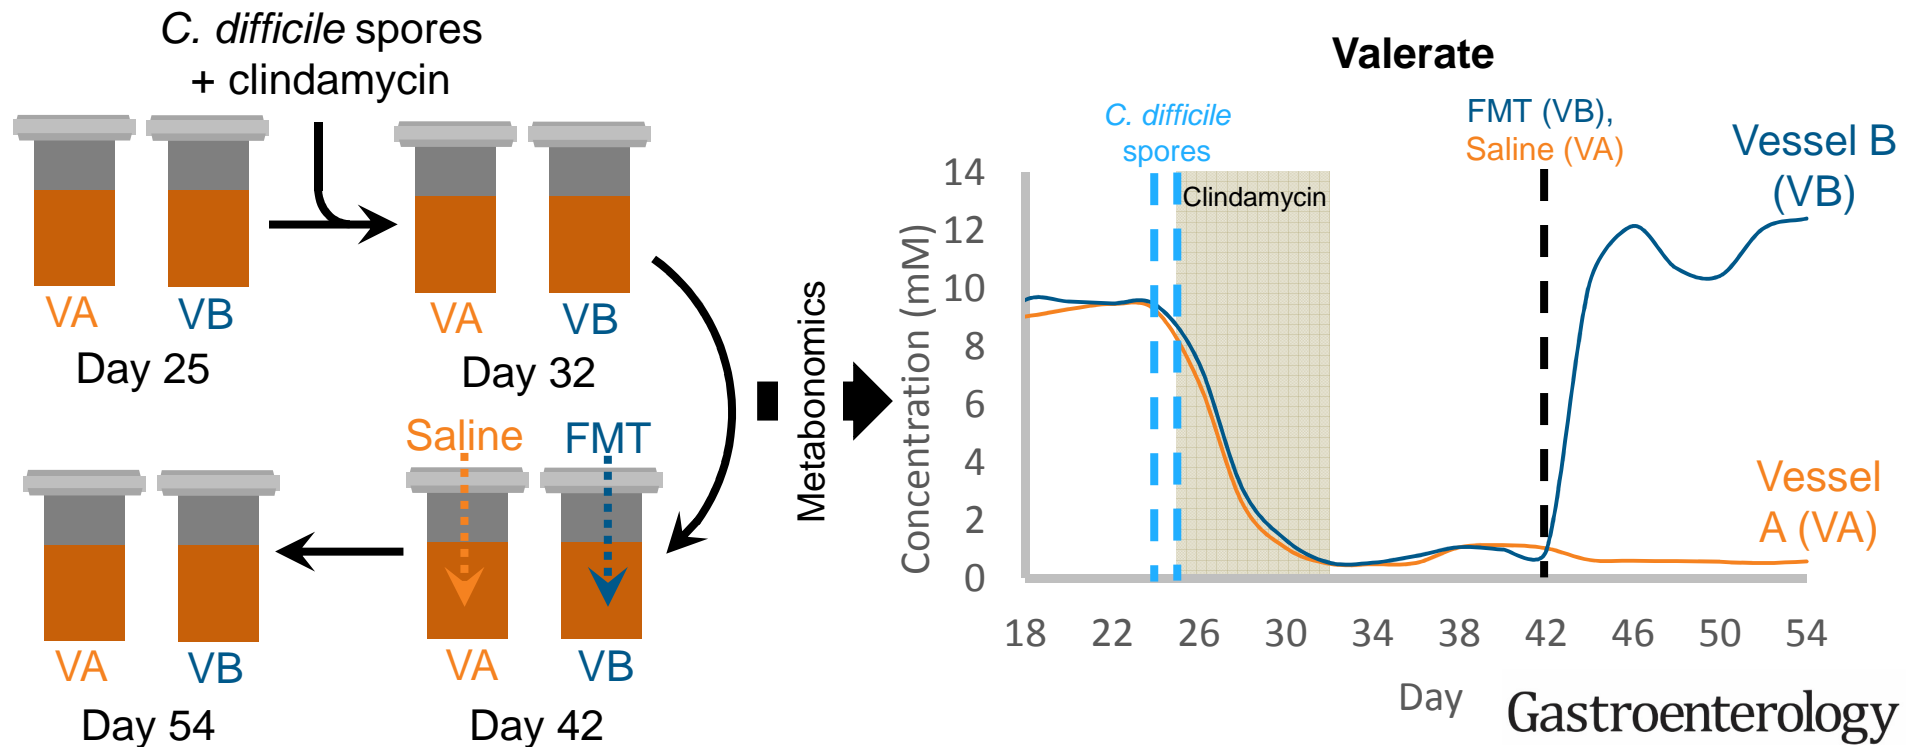 C. difficile spores
+ clindamycin
VA
VB
Day 25
VA
VB
Day 32
Saline
FMT
VA
VB
Day 54
VA
VB
Day 42
Metabonomics
Valerate
C. difficile
spores
FMT (VB),
Saline (VA)
Vessel B
(VB)
Clindamycin
Concentration (mM)
14
12
10
8
6
4
2
0
Vessel
A (VA)
18 22 26 30 34 38 42 46 50 54
Day
Gastroenterology